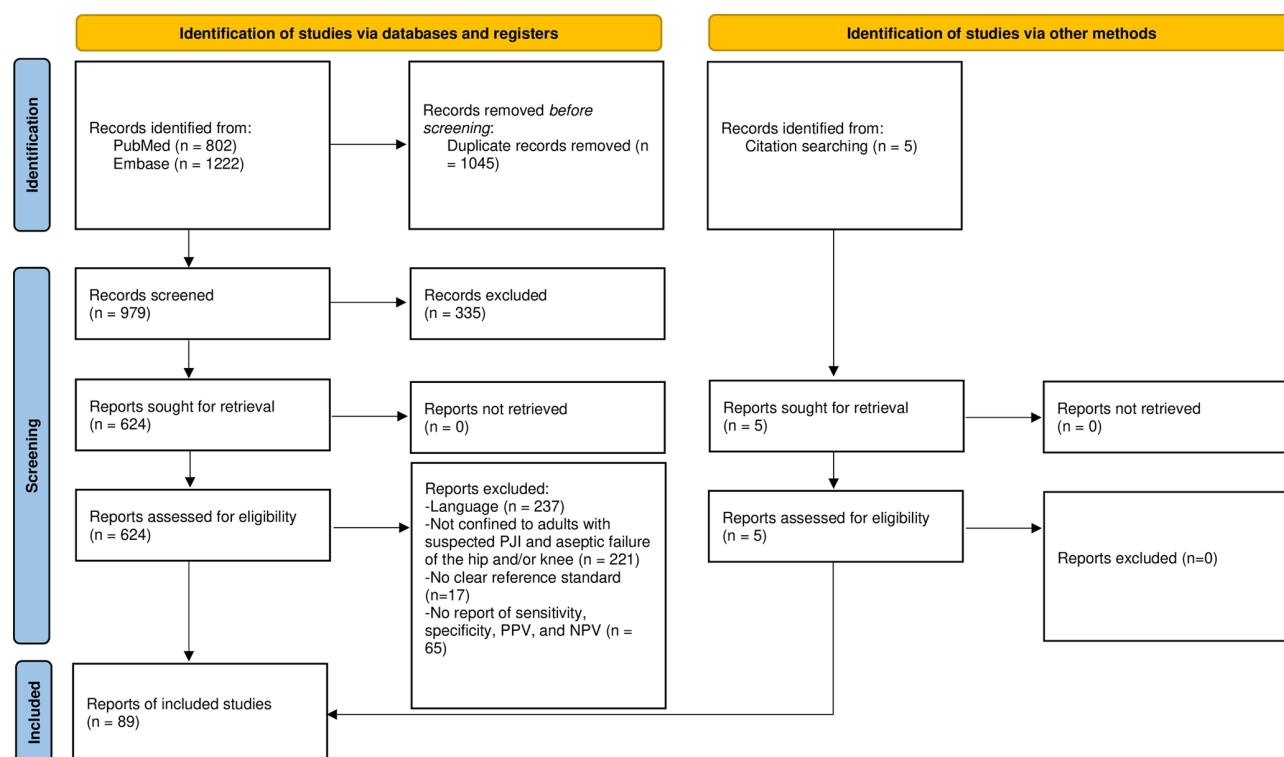 Identification of studies via databases and registers
Identification of studies via other methods
Identification
Records identified from:
PubMed (n = 802)
Embase (n = 1222)
Records removed before
screening:
Duplicate records removed (n
= 1045)
Records identified from:
Citation searching (n = 5)
Screening
Records screened
(n = 979)
Records excluded
(n = 335)
Reports sought for retrieval
(n = 624)
Reports not retrieved
(n = 0)
Reports sought for retrieval
(n = 5)
Reports not retrieved
(n = 0)
Reports assessed for eligibility
(n = 624)
Reports excluded:
-Language (n = 237)
-Not confined to adults with
suspected PJI and aseptic failure
of the hip and/or knee (n = 221)
-No clear reference standard
(n=17)
-No report of sensitivity,
specificity, PPV, and NPV (n =
65)
Reports assessed for eligibility
(n = 5)
Reports excluded (n=0)
Included
Reports of included studies
(n = 89)